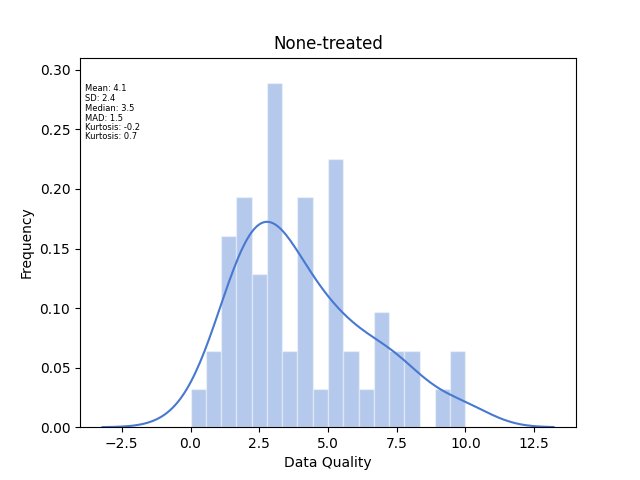 None-treated
0.30
Mean: 4.1
SD: 2.4
Median: 3.5
MAD: 1.5
Kurtosis: -0.2
Kurtosis: 0.7
0.25
0.20
0.15
0.10
0.05
0.00
Frequency
−2.5 0.0 2.5 5.0 7.5 10.0 12.5
Data Quality